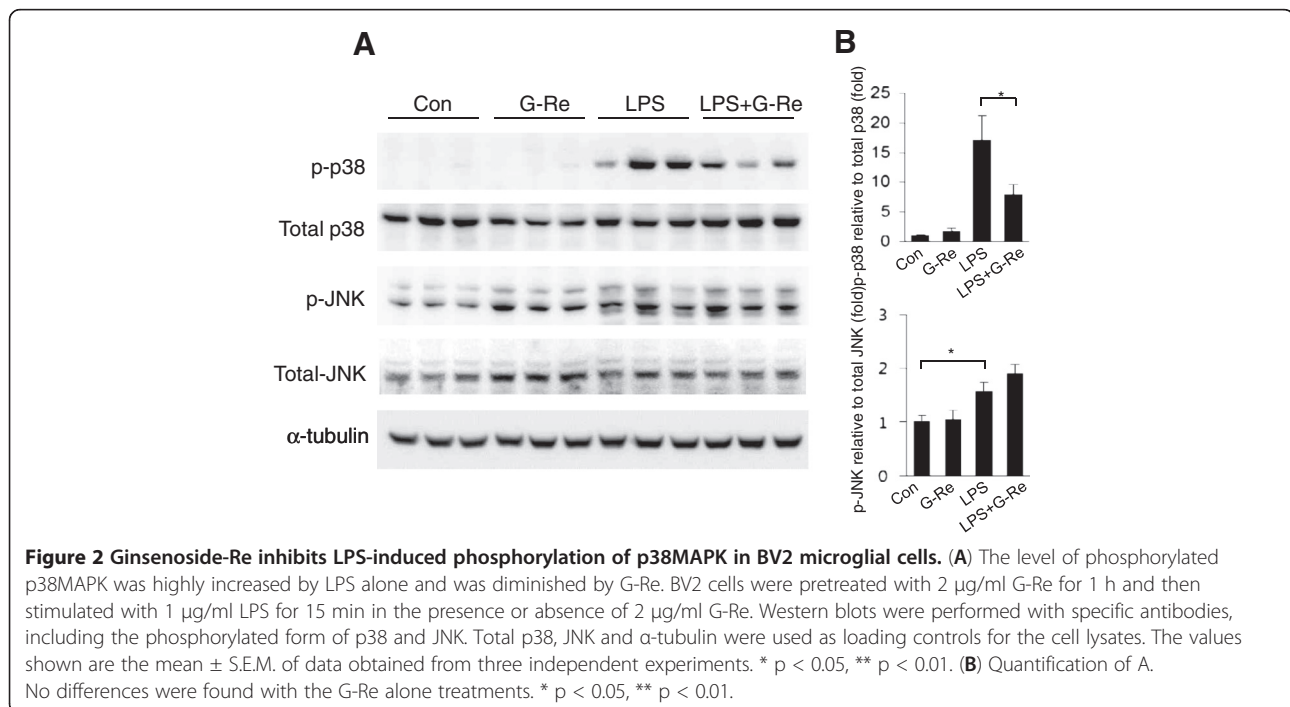 A
Con G-Re LPS LPS+G-Re
p-p38
Total p38
p-JNK
Total-JNK
α-tubulin
B
p-p38 relative to total p38 (fold)
25
20
15
10
5
0
*
Con G-Re LPS LPS+G-Re
p-JNK relative to total JNK (fold)
3
2
1
0
*
Con G-Re LPS LPS+G-Re
Figure 2 Ginsenoside-Re inhibits LPS-induced phosphorylation of p38MAPK in BV2 microglial cells. (A) The level of phosphorylated
p38MAPK was highly increased by LPS alone and was diminished by G-Re. BV2 cells were pretreated with 2 μg/ml G-Re for 1 h and then
stimulated with 1 μg/ml LPS for 15 min in the presence or absence of 2 μg/ml G-Re. Western blots were performed with specific antibodies,
including the phosphorylated form of p38 and JNK. Total p38, JNK and α-tubulin were used as loading controls for the cell lysates. The values
shown are the mean ± S.E.M. of data obtained from three independent experiments. * p < 0.05, ** p < 0.01. (B) Quantification of A.
No differences were found with the G-Re alone treatments. * p < 0.05, ** p < 0.01.